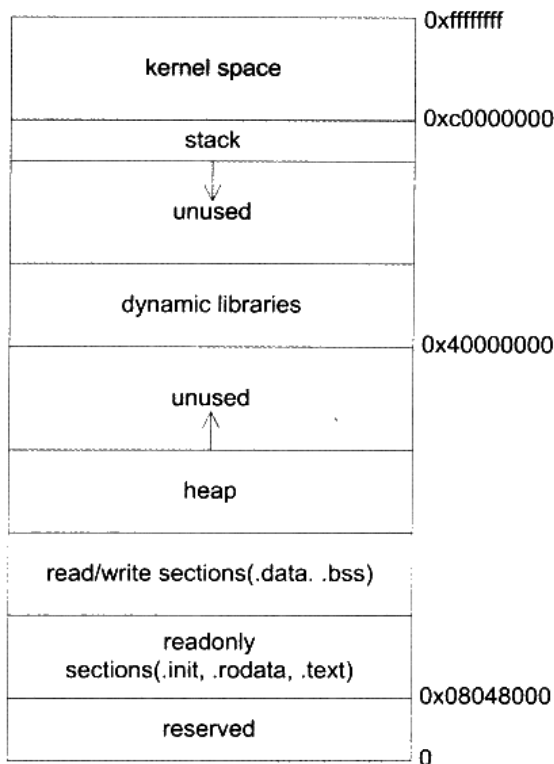 0xffffffff
kernel space
0xc0000000
stack
unused
dynamic libraries
0x40000000
unused
heap
read/write sections(.data. .bss)
readonly
sections(.init, .rodata, .text)
0x08048000
reserved
0